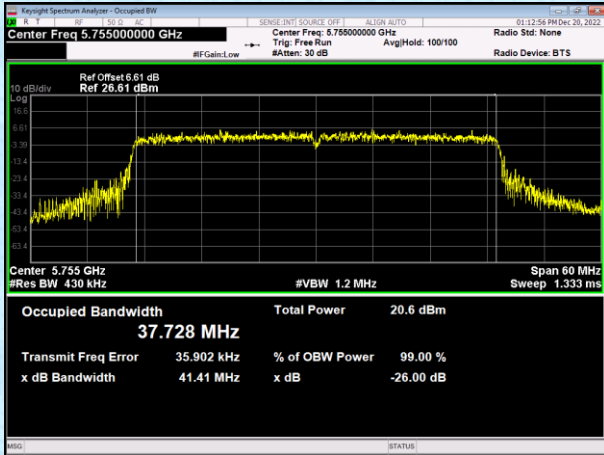 Keysight Spectrum Analyzer - Occupied BW
R T RF 50 Ω AC SENSE:INT SOURCE OFF ALIGN AUTO 01:12:56 PM Dec 20, 2022
Center Freq 5.755000000 GHz Center Freq: 5.755000000 GHz Radio Std: None
Trig: Free Run Avg|Hold: 100/100
#IFGain:Low #Atten: 30 dB Radio Device: BTS
Ref Offset 6.61 dB
10 dB/div Ref 26.61 dBm
Log
16.6
6.61
-3.39
-13.4
-23.4
-33.4
-43.4
-53.4
-63.4
Center 5.755 GHz Span 60 MHz
#Res BW 430 kHz #VBW 1.2 MHz Sweep 1.333 ms
Occupied Bandwidth Total Power 20.6 dBm
37.728 MHz
Transmit Freq Error 35.902 kHz % of OBW Power 99.00 %
x dB Bandwidth 41.41 MHz x dB -26.00 dB
MSG STATUS